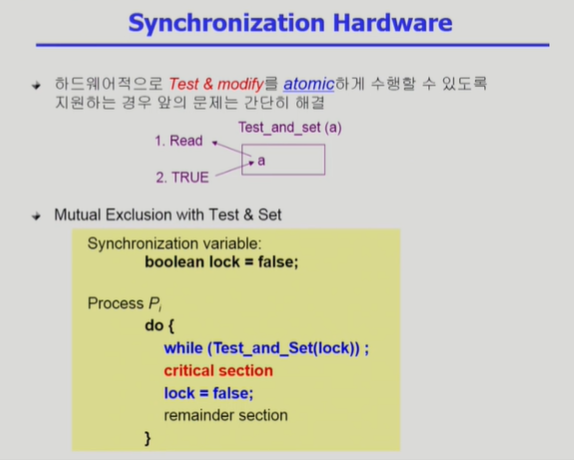 Synchronization Hardware
하드웨어적으로 Test & modify를 atomic하게 수행할 수 있도록
지원하는 경우 앞의 문제는 간단히 해결
Test_and_set (a)
1. Read
a
2. TRUE
Mutual Exclusion with Test & Set
Synchronization variable:
boolean lock = false;
Process Pi
do {
while (Test_and_Set(lock)) ;
critical section
lock = false;
remainder section
}